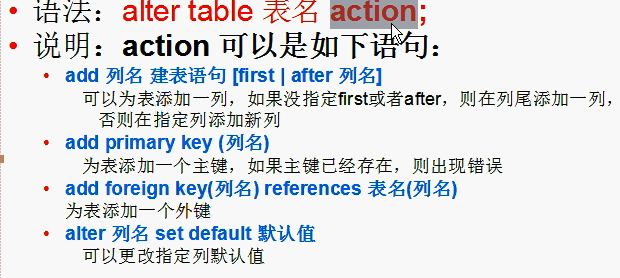 语法：alter table 表名 action;
说明：action 可以是如下语句：
add 列名 建表语句 [first | after 列名]
可以为表添加一列，如果没指定first或者after，则在列尾添加一列，
否则在指定列添加新列
add primary key (列名)
为表添加一个主键，如果主键已经存在，则出现错误
add foreign key(列名) references 表名(列名)
为表添加一个外键
alter 列名 set default 默认值
可以更改指定列默认值